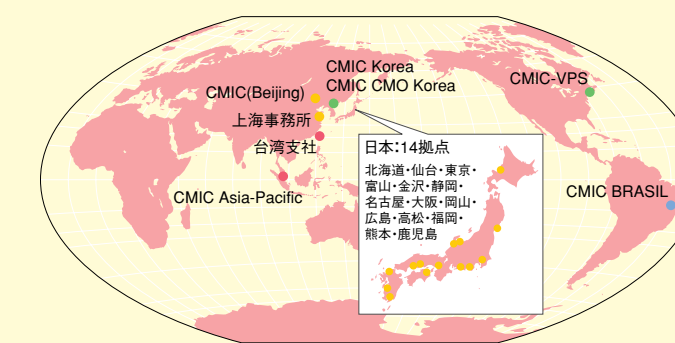 CMIC Korea
CMIC CMO Korea
CMIC-VPS
CMIC(Beijing)
上海事務所
台湾支社
CMIC Asia-Pacific
CMIC BRASIL
日本：14拠点
北海道・仙台・東京・
富山・金沢・静岡・
名古屋・大阪・岡山・
広島・高松・福岡・
熊本・鹿児島